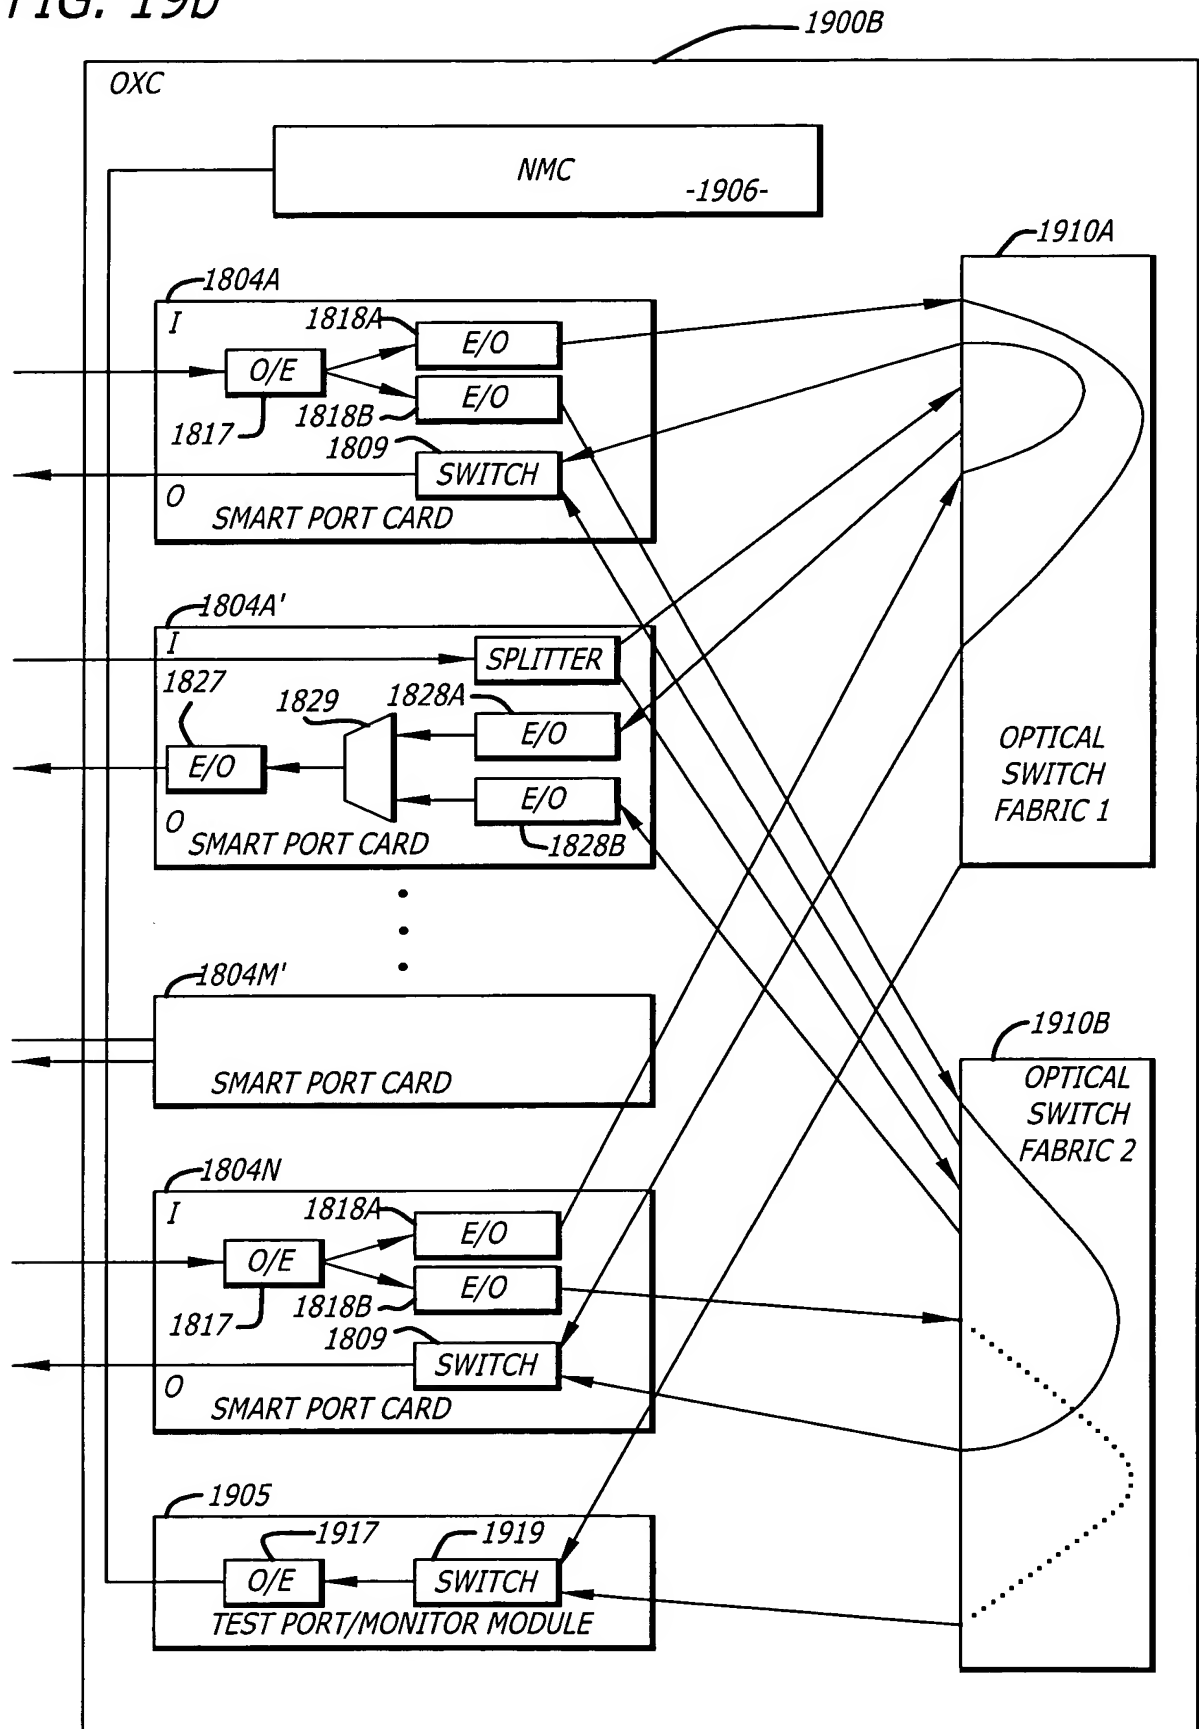 FIG. 19b
1900B
OXC
NMC
-1906-
1910A
1804A
I
1818A
E/O
O/E
E/O
1818B
1817
1809
SWITCH
O
SMART PORT CARD
1804A'
I
SPLITTER
1827
1829
1828A
E/O
E/O
E/O
O
1828B
SMART PORT CARD
OPTICAL
SWITCH
FABRIC 1
1804M'
SMART PORT CARD
1910B
OPTICAL
SWITCH
FABRIC 2
1804N
I
1818A
E/O
O/E
E/O
1818B
1817
1809
SWITCH
O
SMART PORT CARD
1905
1917
1919
O/E
SWITCH
TEST PORT/MONITOR MODULE